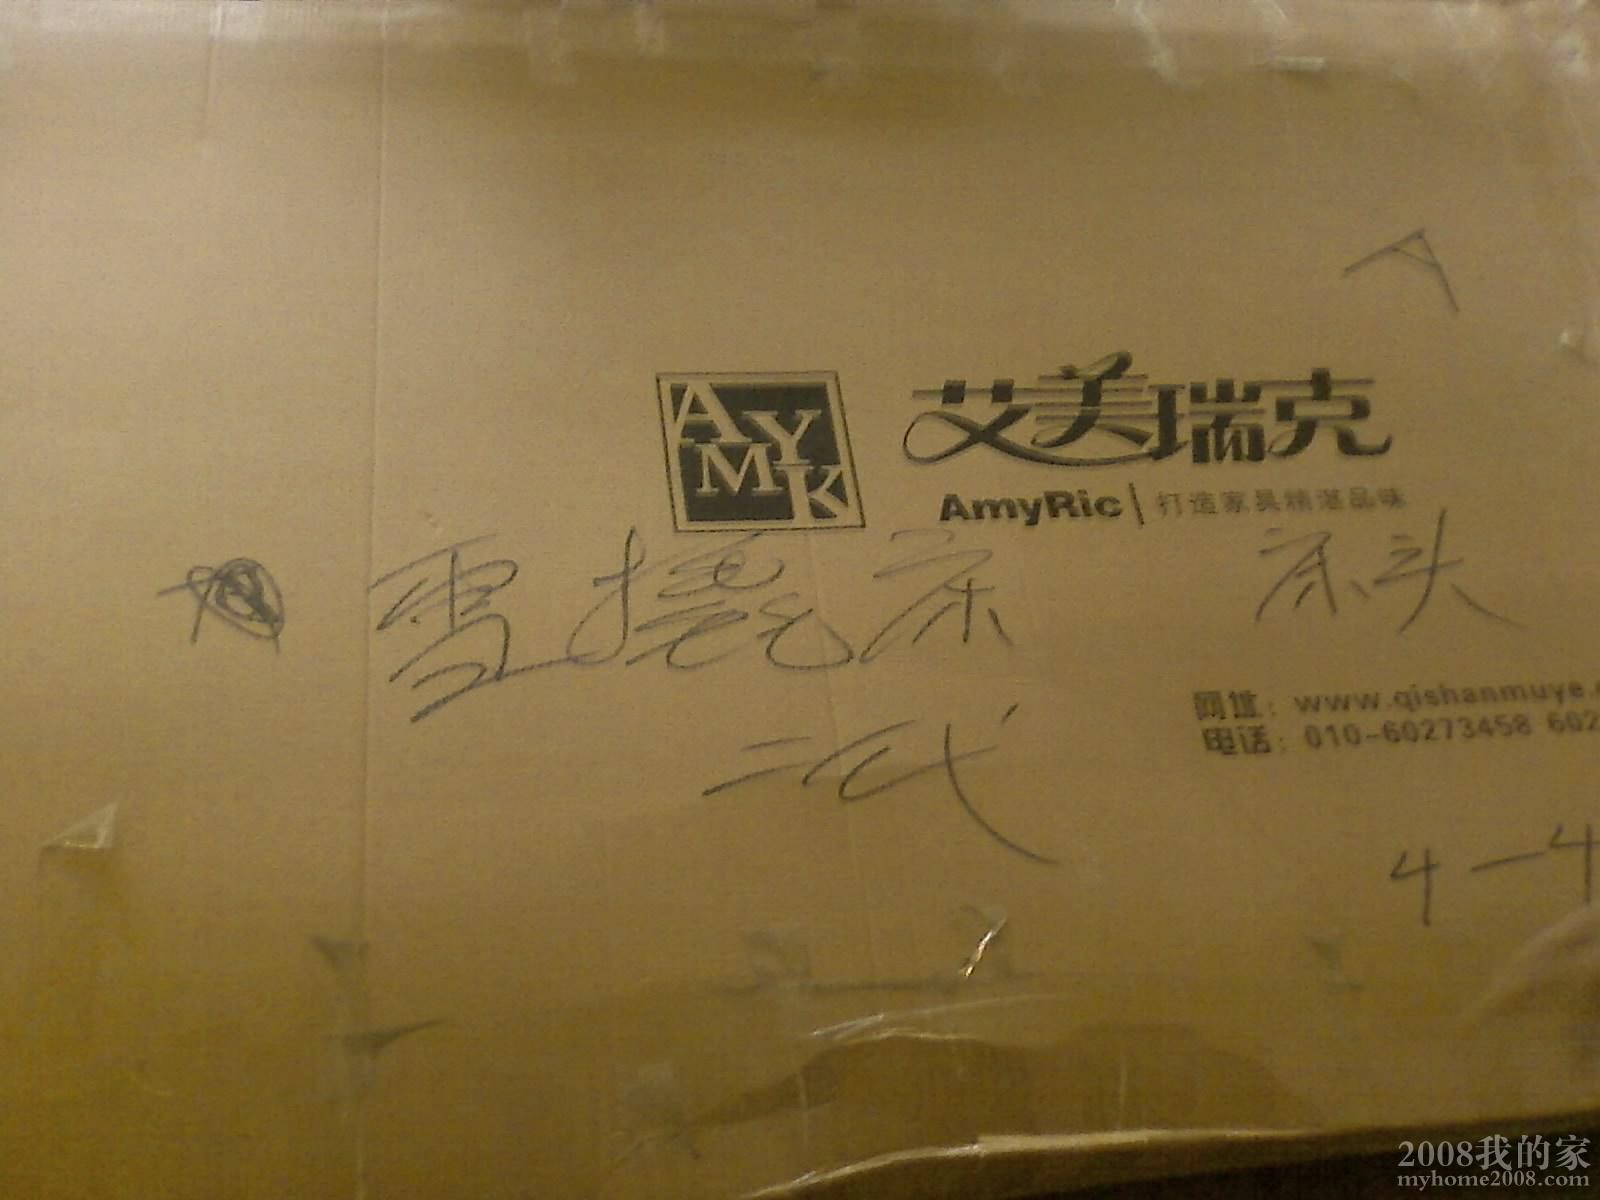 A
AYMK
艾美瑞克
AmyRic | 打造家具精湛品味
雪橇床 床头
二代
网址: www.qishanmuye.
电话: 010-60273458 602
4-4
2008我的家
myhome2008.com